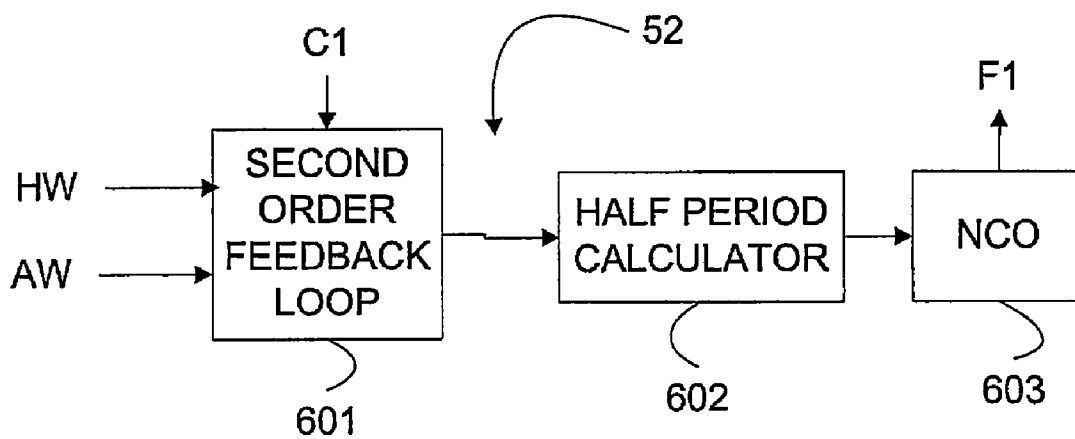 52
C1
F1
HW
AW
SECOND
ORDER
FEEDBACK
LOOP
HALF PERIOD
CALCULATOR
NCO
601
602
603